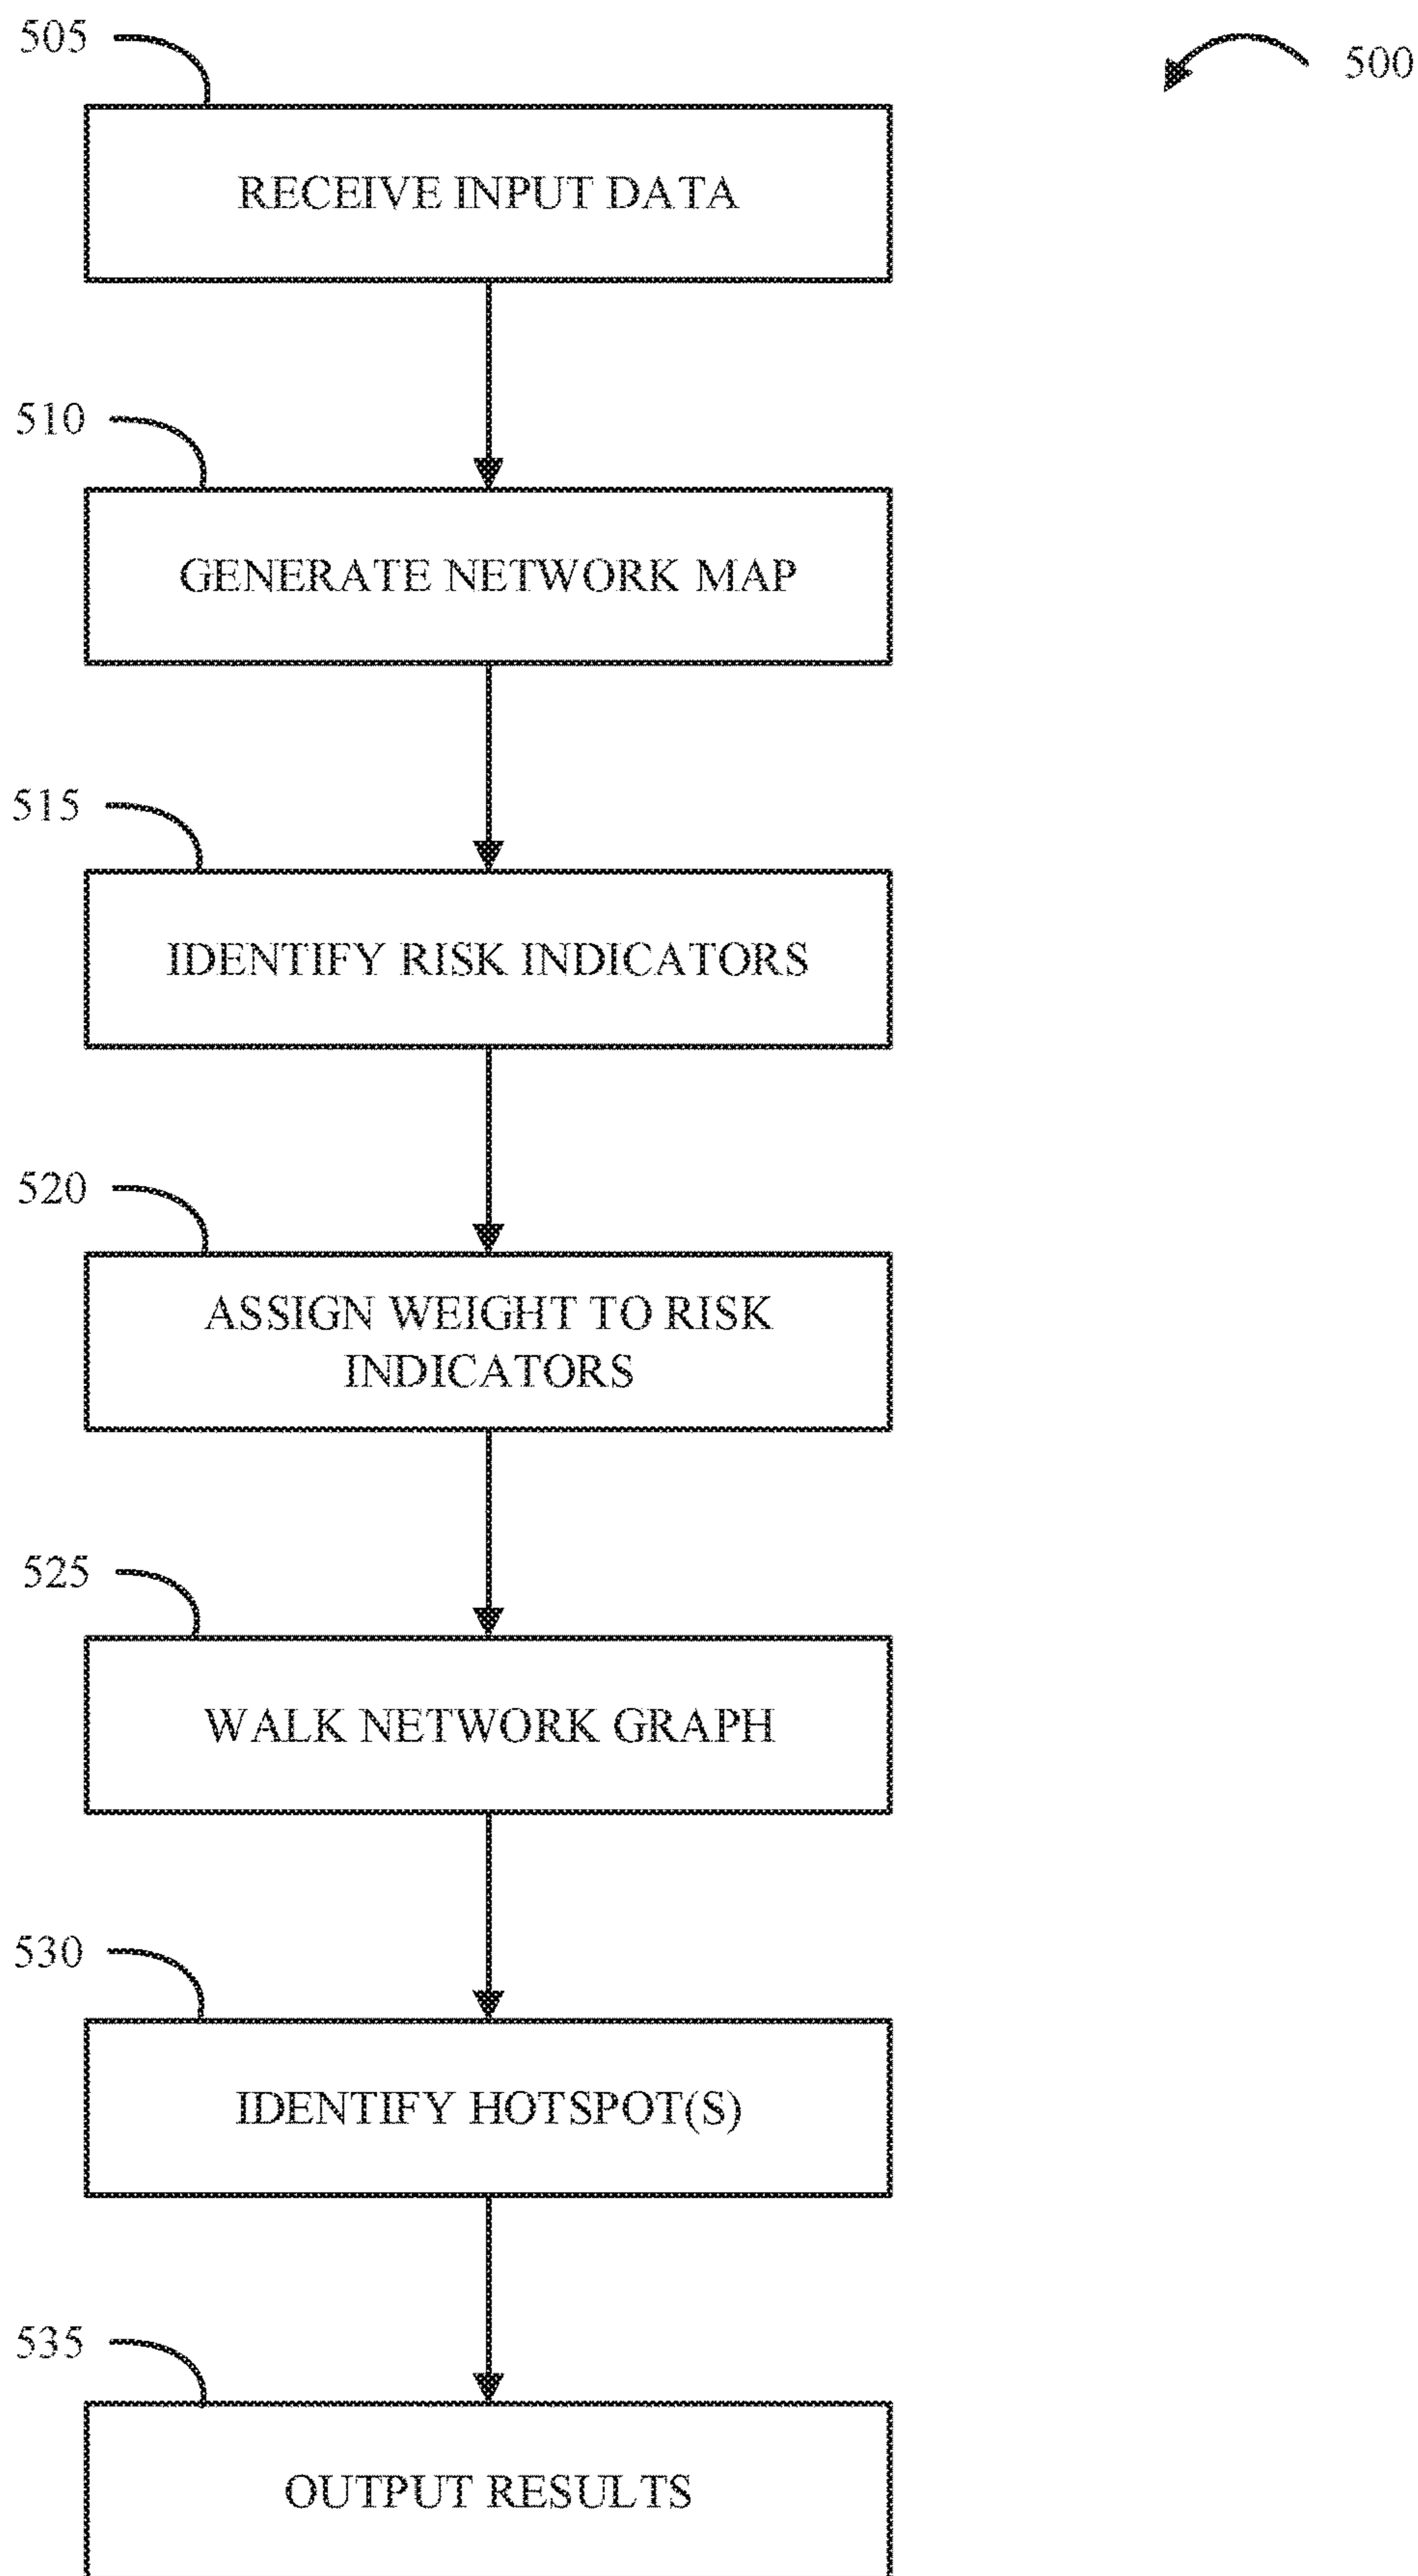 505
500
RECEIVE INPUT DATA
510
GENERATE NETWORK MAP
515
IDENTIFY RISK INDICATORS
520
ASSIGN WEIGHT TO RISK
INDICATORS
525
WALK NETWORK GRAPH
530
IDENTIFY HOTSPOT(S)
535
OUTPUT RESULTS